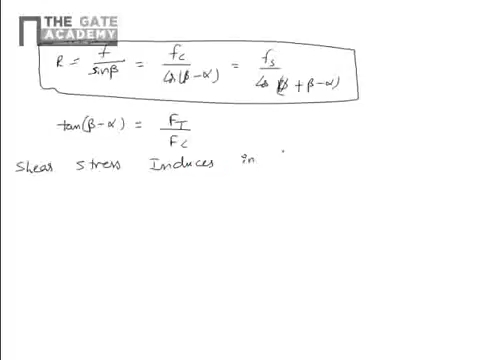 THE GATE
ACADEMY
R = f/sinβ = fc/cos(β-α) = fs/cos(φ+β-α)
tan(β-α) = FT/Fc
Shear stress Induces in